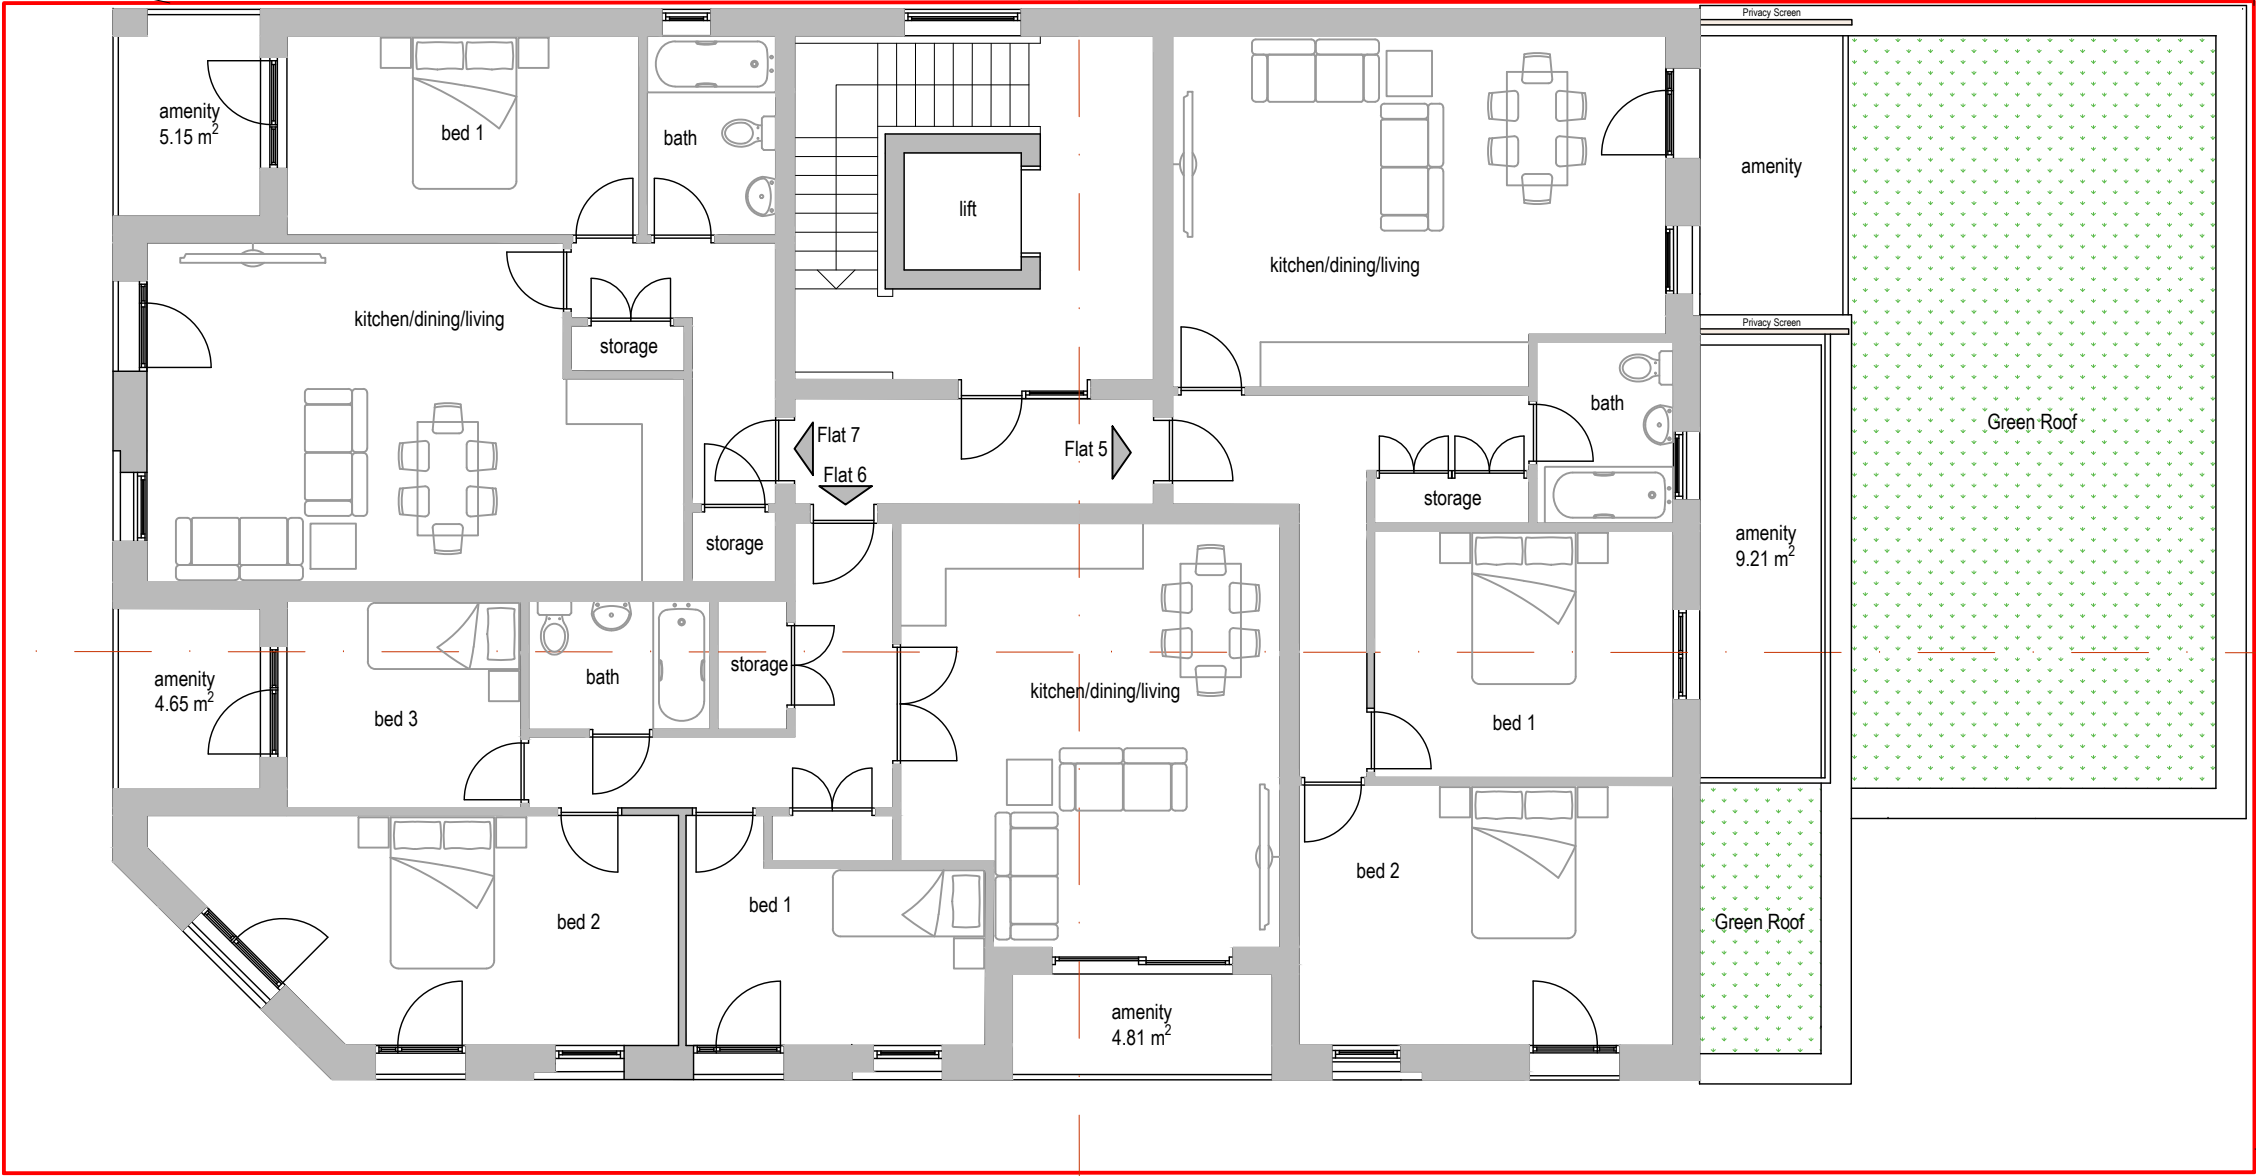 Privacy Screen
amenity
5.15 m²
bed 1
bath
lift
amenity
kitchen/dining/living
kitchen/dining/living
Privacy Screen
storage
bath
Green Roof
Flat 7
Flat 5
Flat 6
storage
storage
amenity
9.21 m²
amenity
4.65 m²
bed 3
bath
storage
kitchen/dining/living
bed 1
bed 2
bed 1
bed 2
Green Roof
amenity
4.81 m²